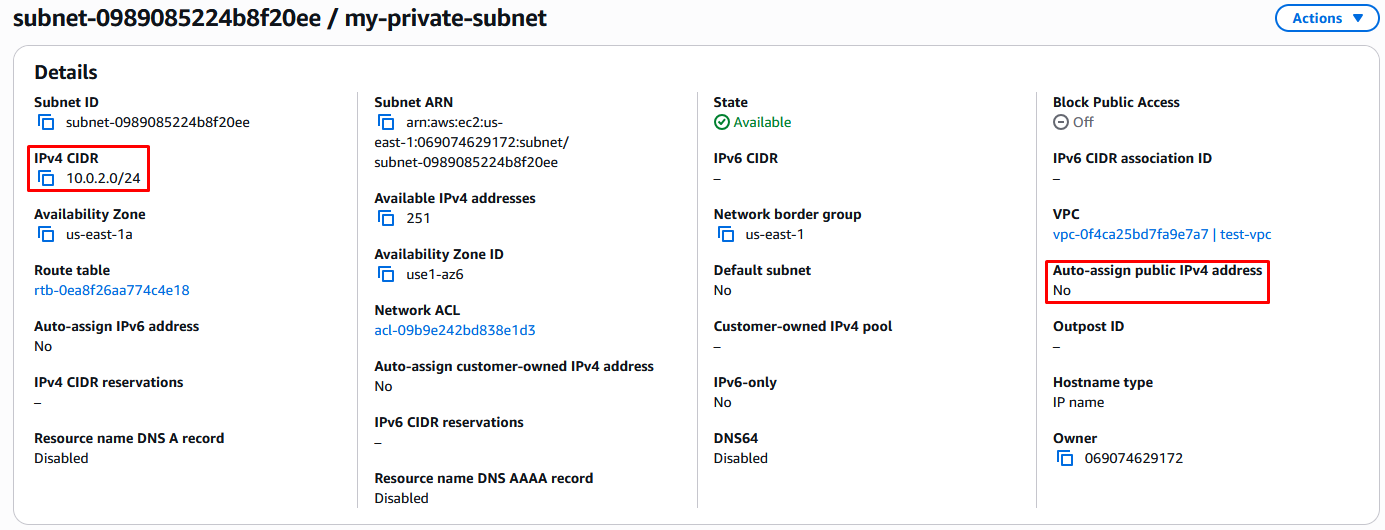 subnet-0989085224b8f20ee / my-private-subnet
Actions
Details
Subnet ID
subnet-0989085224b8f20ee
IPv4 CIDR
10.0.2.0/24
Availability Zone
us-east-1a
Route table
rtb-0ea8f26aa774c4e18
Auto-assign IPv6 address
No
IPv4 CIDR reservations
–
Resource name DNS A record
Disabled
Subnet ARN
arn:aws:ec2:us-
east-1:069074629172:subnet/
subnet-0989085224b8f20ee
Available IPv4 addresses
251
Availability Zone ID
use1-az6
Network ACL
acl-09b9e242bd838e1d3
Auto-assign customer-owned IPv4 address
No
IPv6 CIDR reservations
–
Resource name DNS AAAA record
Disabled
State
Available
IPv6 CIDR
–
Network border group
us-east-1
Default subnet
No
Customer-owned IPv4 pool
–
IPv6-only
No
DNS64
Disabled
Block Public Access
Off
IPv6 CIDR association ID
–
VPC
vpc-0f4ca25bd7fa9e7a7 | test-vpc
Auto-assign public IPv4 address
No
Outpost ID
–
Hostname type
IP name
Owner
069074629172